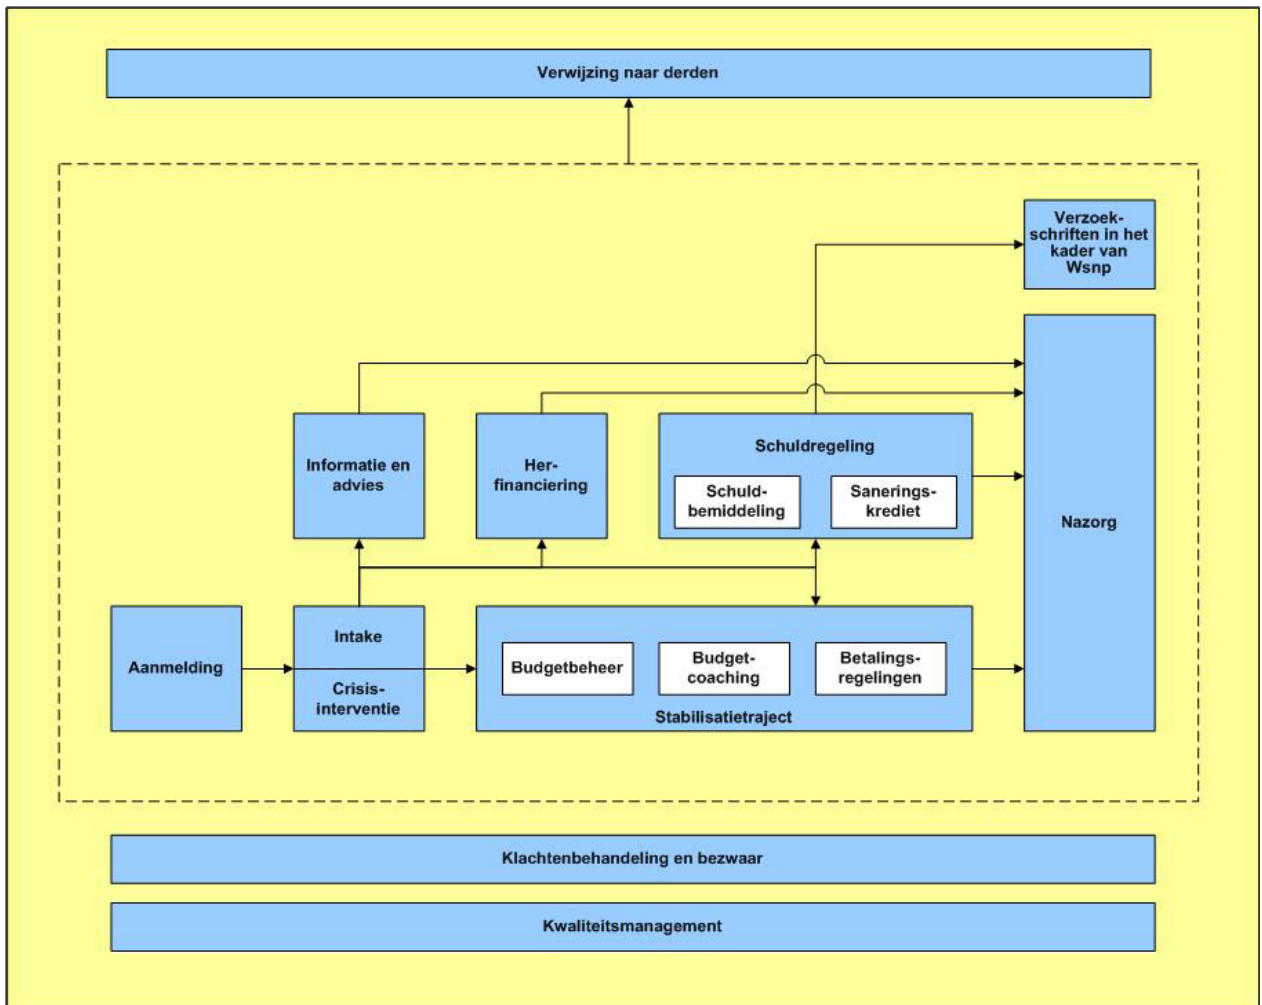 Verwijzing naar derden
Verzoek-
schriften in het
kader van
Wsnp
Informatie en
advies
Her-
financiering
Schuldregeling
Schuld-
bemiddeling
Sanerings-
krediet
Nazorg
Aanmelding
Intake
Crisis-
interventie
Budgetbeheer
Budget-
coaching
Betalings-
regelingen
Stabilisatietraject
Klachtenbehandeling en bezwaar
Kwaliteitsmanagement